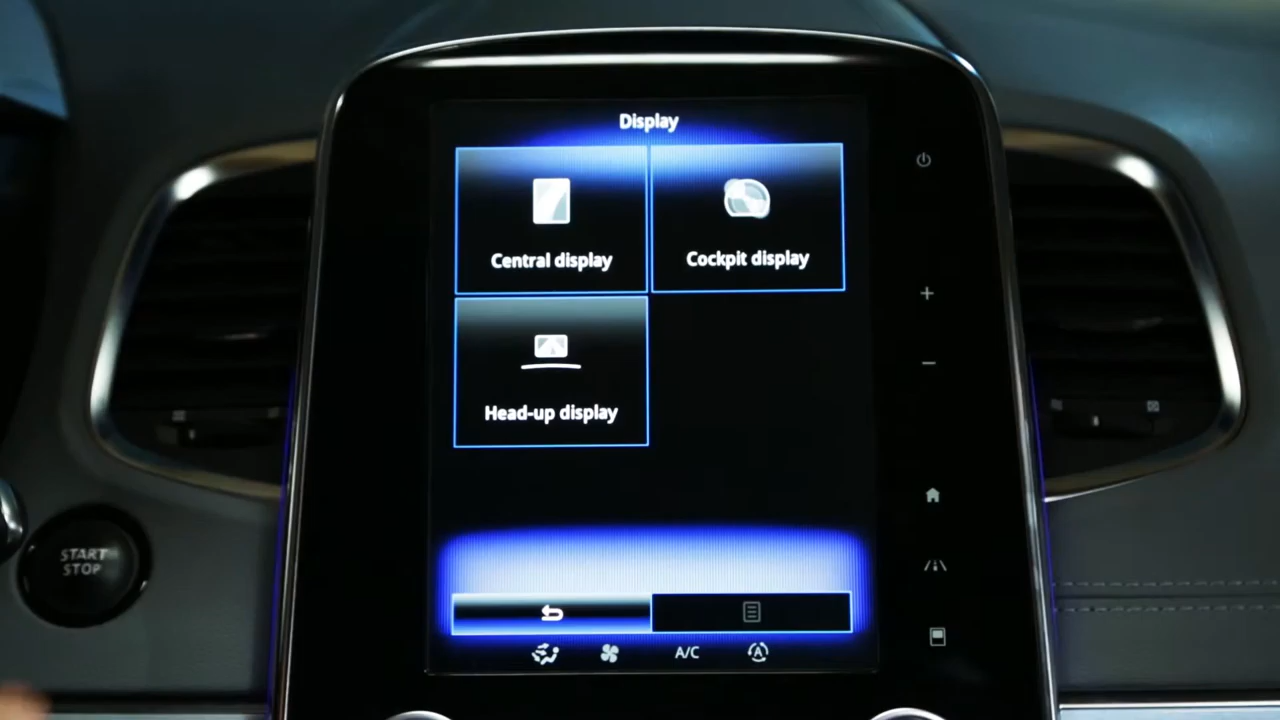 Display
Central display
Cockpit display
Head-up display
START
STOP
A/C
A